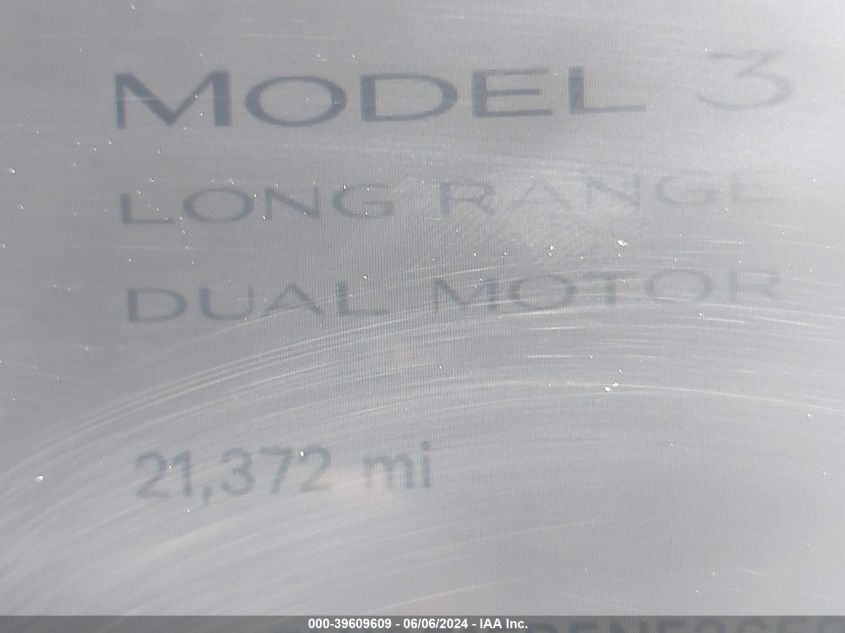 MODEL 3
LONG RANGE
DUAL MOTOR
21,372 mi
000-39609609 - 06/06/2024 - IAA Inc.